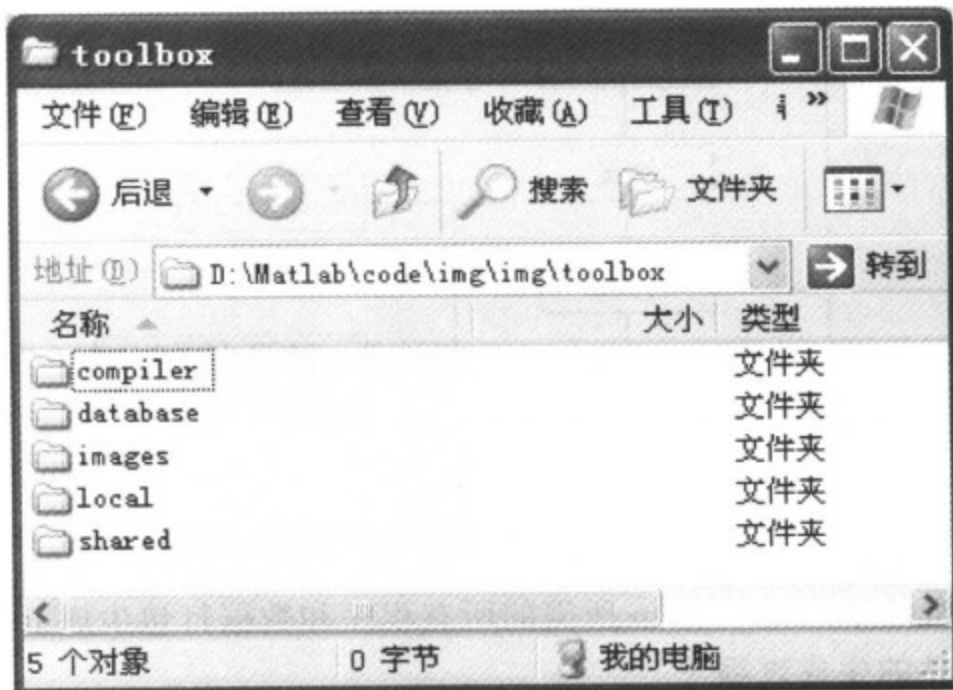 toolbox
文件(F) 编辑(E) 查看(V) 收藏(A) 工具(T) »
后退 搜索 文件夹
地址(D) D:\Matlab\code\img\img\toolbox 转到
名称 大小 类型
compiler 文件夹
database 文件夹
images 文件夹
local 文件夹
shared 文件夹
5 个对象 0 字节 我的电脑